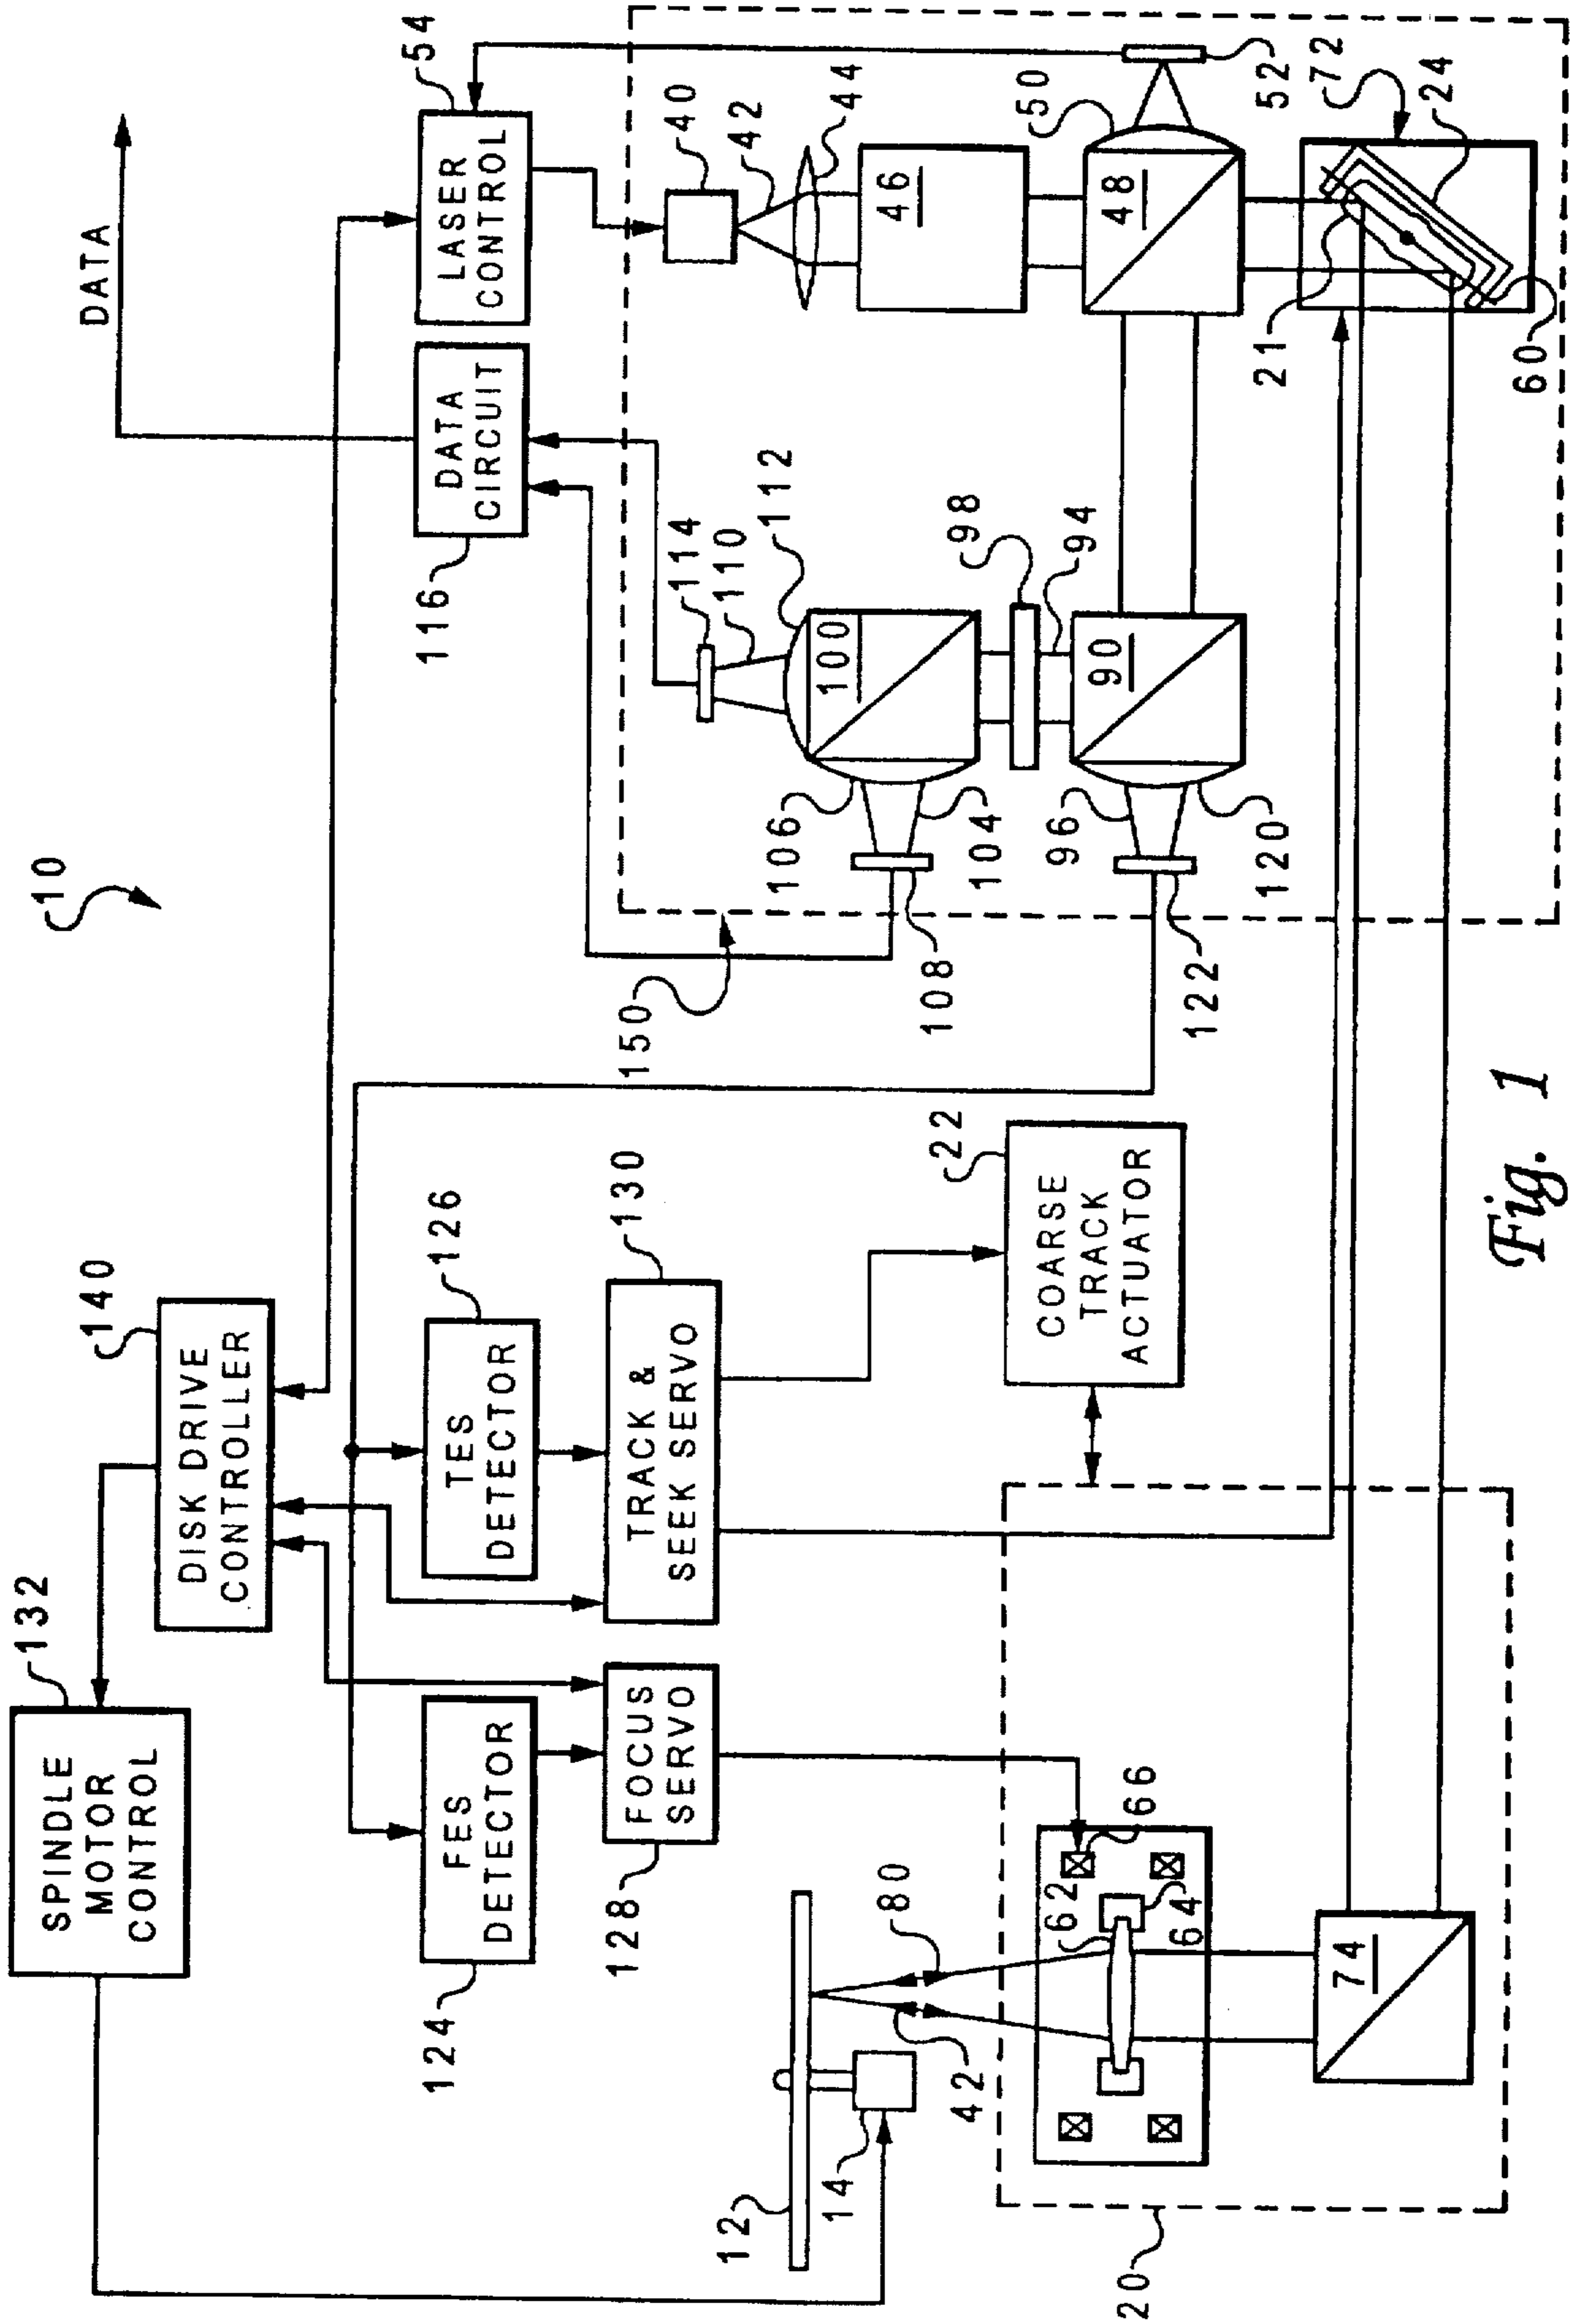 10
132
SPINDLE
MOTOR
CONTROL
140
DISK DRIVE
CONTROLLER
DATA
124
FES
DETECTOR
126
TES
DETECTOR
116
DATA
CIRCUIT
54
LASER
CONTROL
128
FOCUS
SERVO
130
TRACK &
SEEK SERVO
150
114
110
112
40
42
44
12
14
42
80
106
100
104
108
98
46
20
62
66
64
22
COARSE
TRACK
ACTUATOR
96
94
90
120
122
48
50
52
74
21
72
24
60
Fig. 1